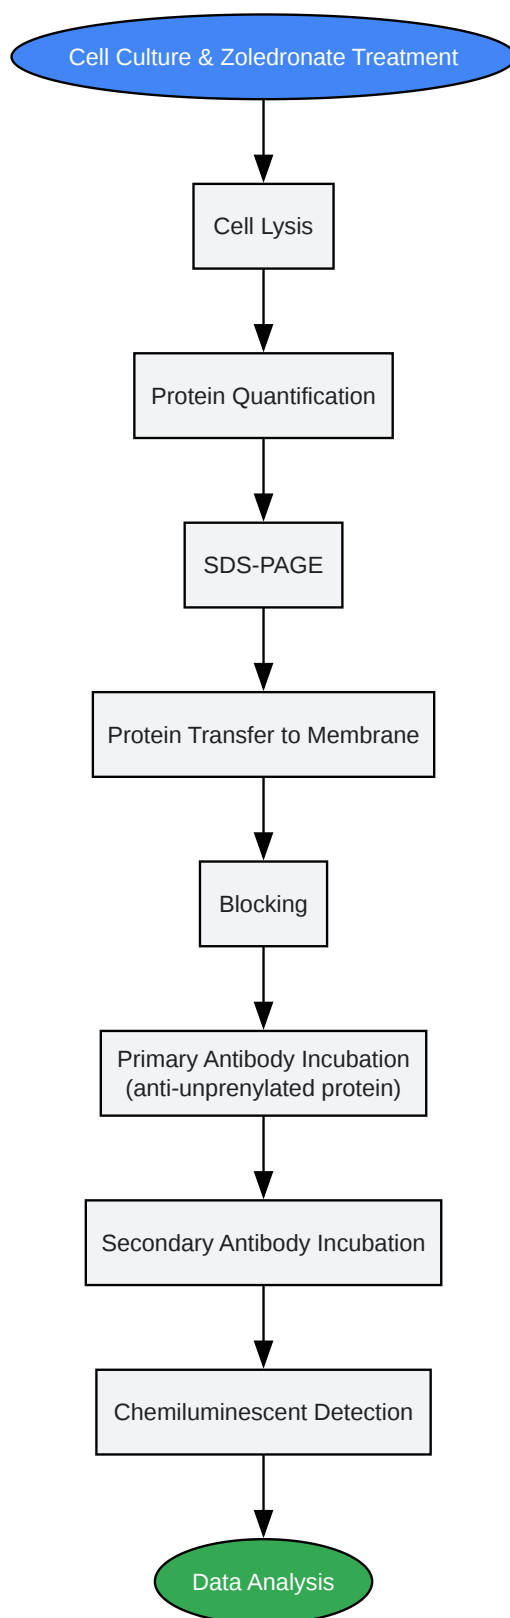 Cell Culture & Zoledronate Treatment
Cell Lysis
Protein Quantification
SDS-PAGE
Protein Transfer to Membrane
Blocking
Primary Antibody Incubation
(anti-unprenylated protein)
Secondary Antibody Incubation
Chemiluminescent Detection
Data Analysis